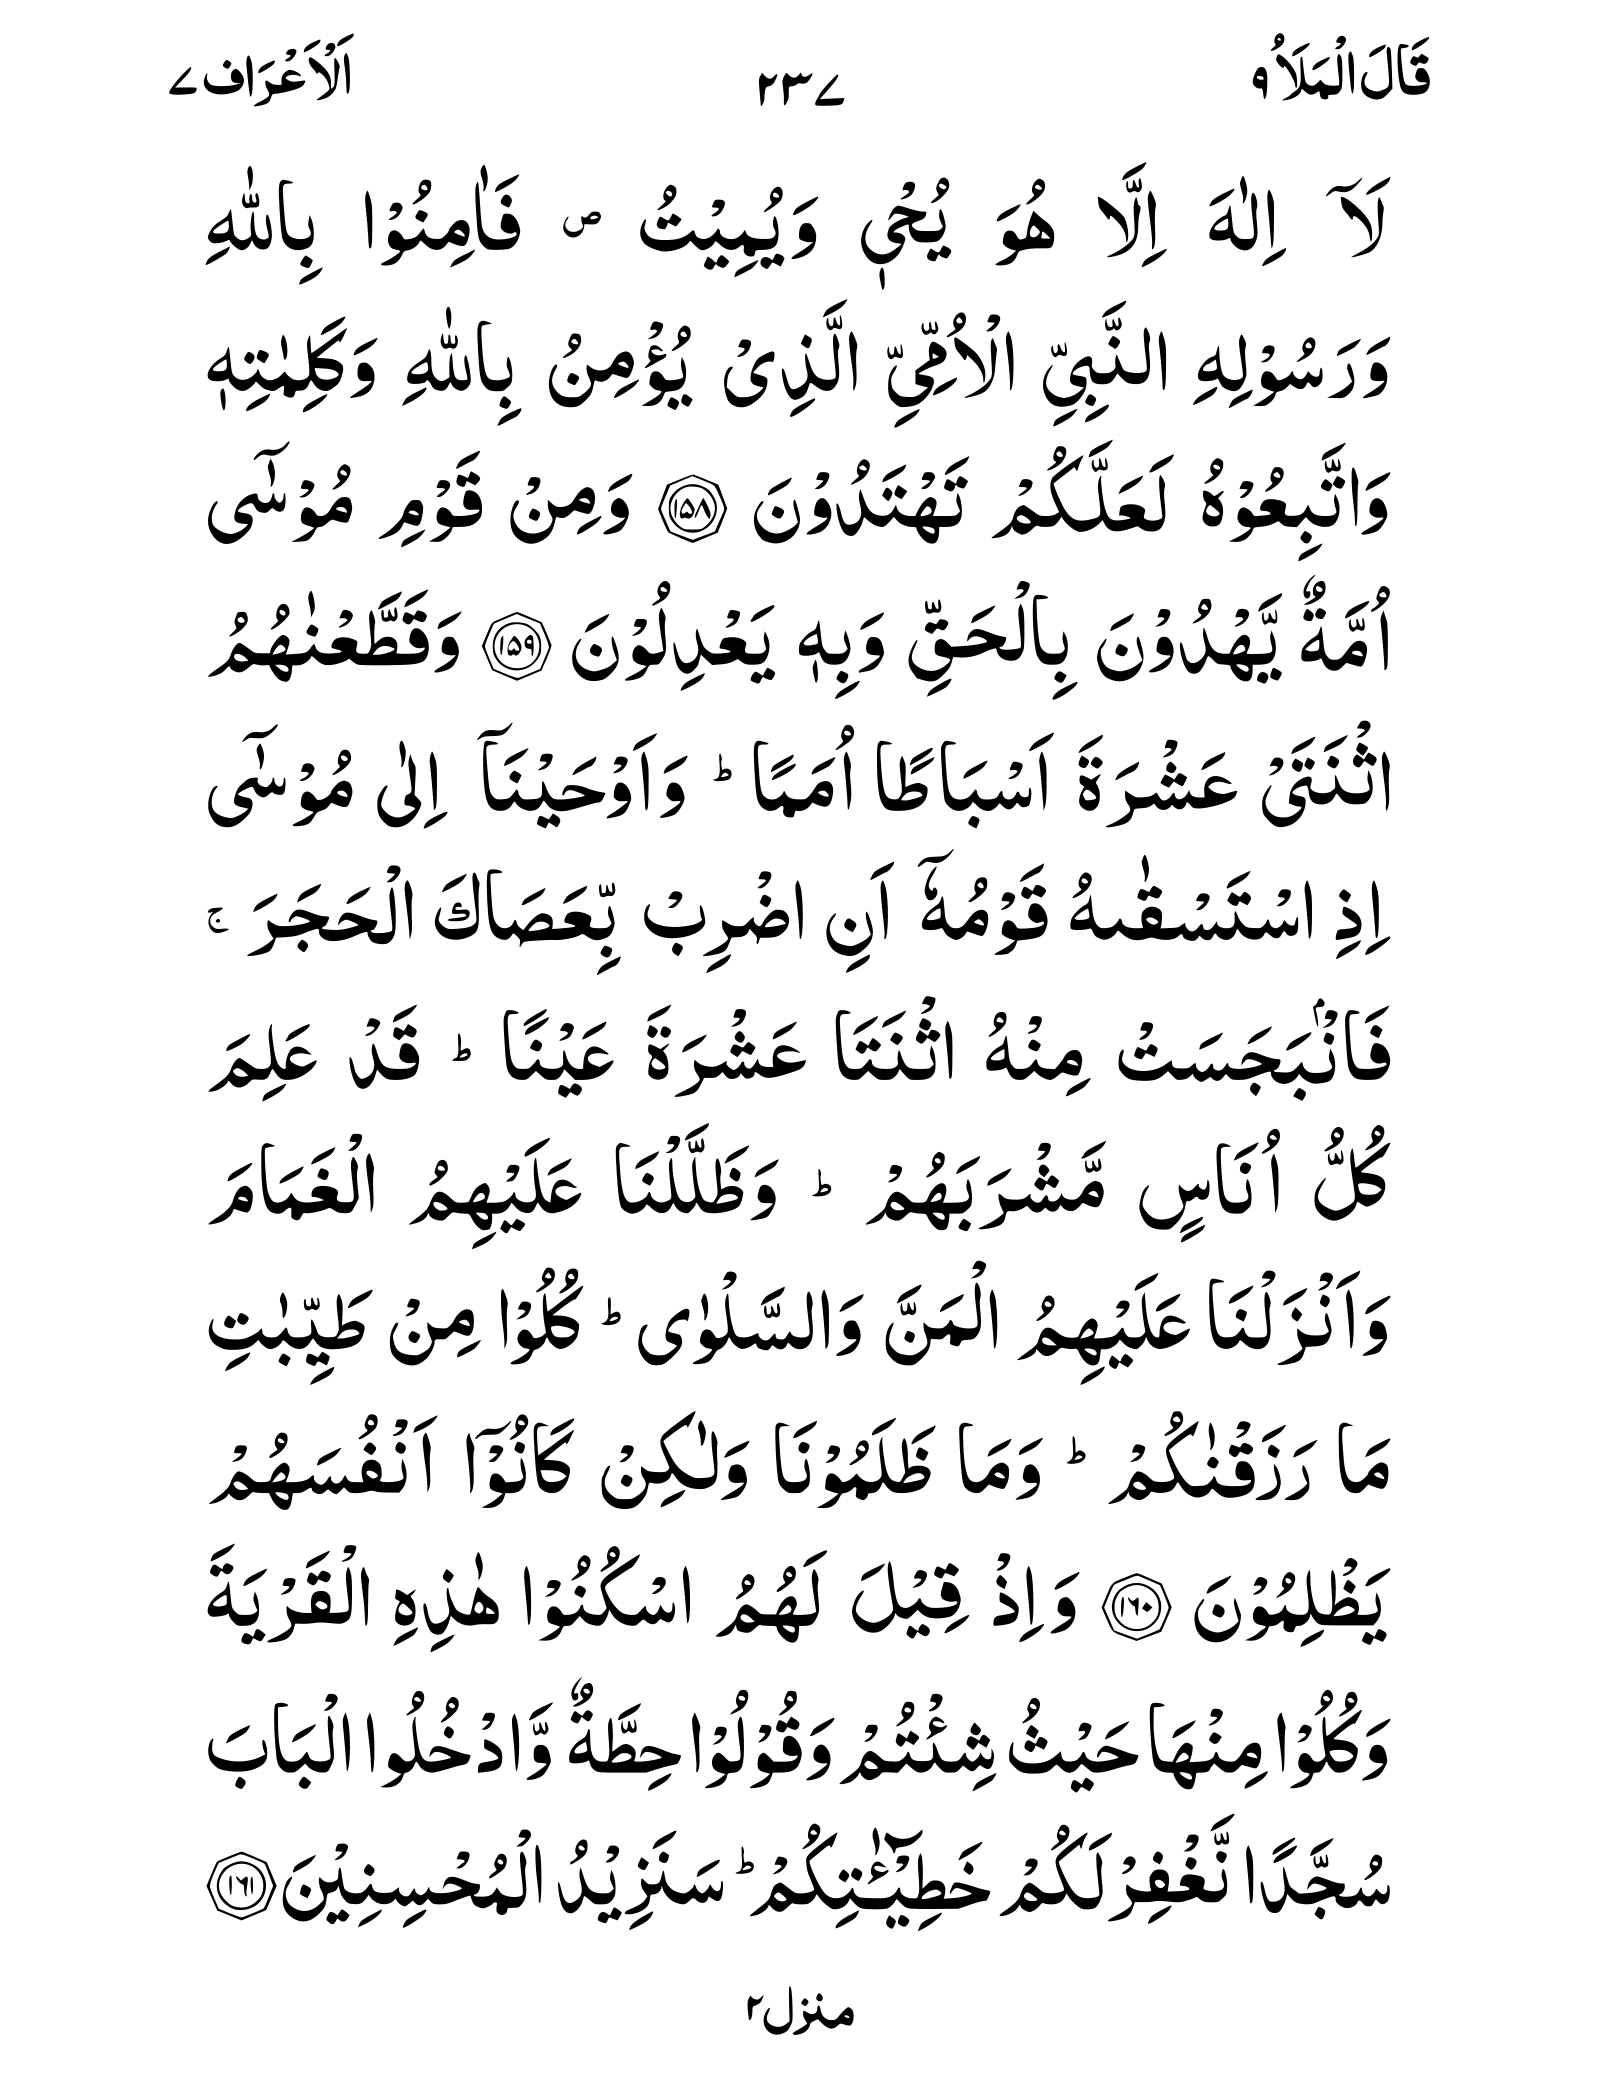 قَالَ الْمَلَاُ ٩
٢٣٧
اَلْاَعْرَاف ٧
لَاۤ اِلٰهَ اِلَّا هُوَ يُحْيٖ وَيُمِيْتُ ۪ فَاٰمِنُوْا بِاللّٰهِ
وَرَسُوْلِهِ النَّبِيِّ الْاُمِّيِّ الَّذِيْ يُؤْمِنُ بِاللّٰهِ وَكَلِمٰتِهٖ
وَاتَّبِعُوْهُ لَعَلَّكُمْ تَهْتَدُوْنَ ﴿١٥٨﴾ وَمِنْ قَوْمِ مُوْسٰۤى
اُمَّةٌ يَّهْدُوْنَ بِالْحَقِّ وَبِهٖ يَعْدِلُوْنَ ﴿١٥٩﴾ وَقَطَّعْنٰهُمُ
اثْنَتَيْ عَشْرَةَ اَسْبَاطًا اُمَمًا ؕ وَاَوْحَيْنَاۤ اِلٰى مُوْسٰۤى
اِذِ اسْتَسْقٰىهُ قَوْمُهٗۤ اَنِ اضْرِبْ بِّعَصَاكَ الْحَجَرَ ۚ
فَانْۢبَجَسَتْ مِنْهُ اثْنَتَا عَشْرَةَ عَيْنًا ؕ قَدْ عَلِمَ
كُلُّ اُنَاسٍ مَّشْرَبَهُمْ ؕ وَظَلَّلْنَا عَلَيْهِمُ الْغَمَامَ
وَاَنْزَلْنَا عَلَيْهِمُ الْمَنَّ وَالسَّلْوٰى ؕ كُلُوْا مِنْ طَيِّبٰتِ
مَا رَزَقْنٰكُمْ ؕ وَمَا ظَلَمُوْنَا وَلٰكِنْ كَانُوْۤا اَنْفُسَهُمْ
يَظْلِمُوْنَ ﴿١٦٠﴾ وَاِذْ قِيْلَ لَهُمُ اسْكُنُوْا هٰذِهِ الْقَرْيَةَ
وَكُلُوْا مِنْهَا حَيْثُ شِئْتُمْ وَقُوْلُوْا حِطَّةٌ وَّادْخُلُوا الْبَابَ
سُجَّدًا نَّغْفِرْ لَكُمْ خَطِيْٓـٰٔتِكُمْ ؕ سَنَزِيْدُ الْمُحْسِنِيْنَ ﴿١٦١﴾
منزل ٢